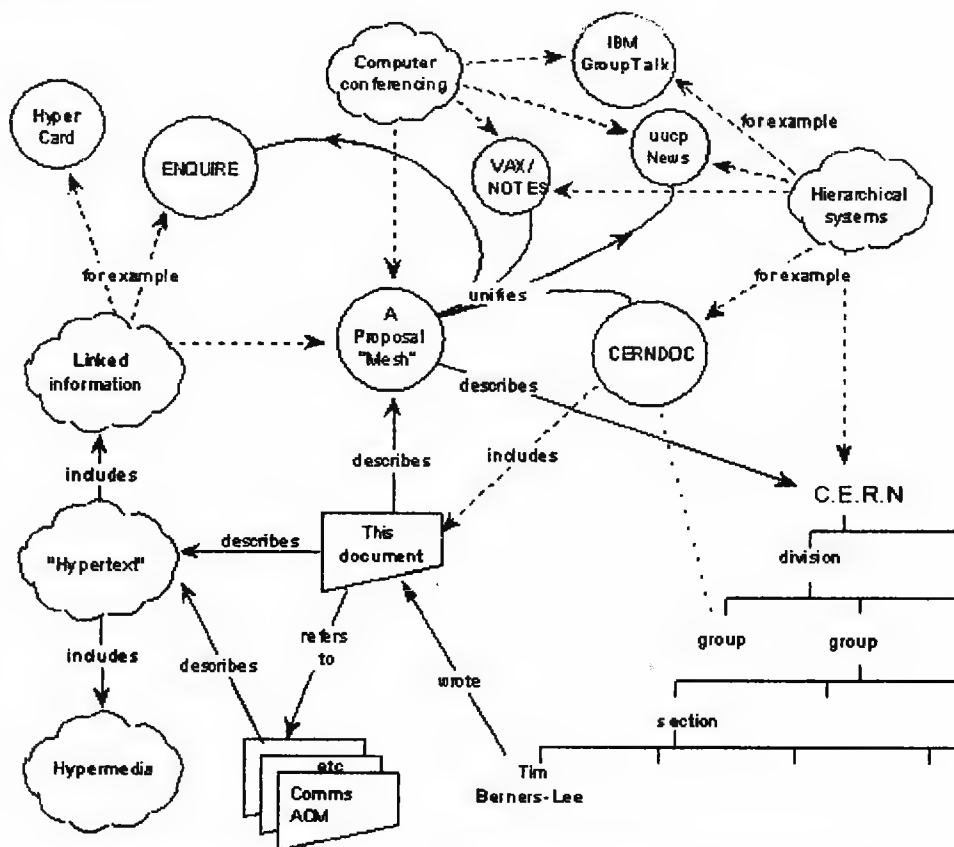 IBM
GroupTalk
Computer
conferencing
Hyper
Card
for example
uucp
News
ENQUIRE
VAX/
NOTES
Hierarchical
systems
for example
for example
unifies
A
Proposal
"Mesh"
CERNDOC
Linked
information
describes
includes
describes
includes
C.E.R.N
This
document
describes
"Hypertext"
division
refers
to
group
group
includes
describes
wrote
section
Hypermedia
etc
Tim
Berners-Lee
Comms
ACM